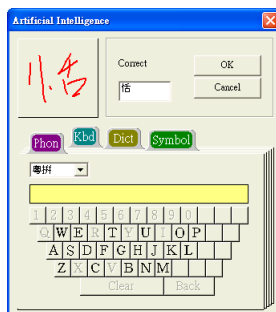 Artificial Intelligence
恬
Correct
OK
恬
Cancel
Phon Kbd Dict Symbol
粵拼
1 2 3 4 5 6 7 8 9 0
Q W E R T Y U I O P
A S D F G H J K L
Z X C V B N M
Clear Back